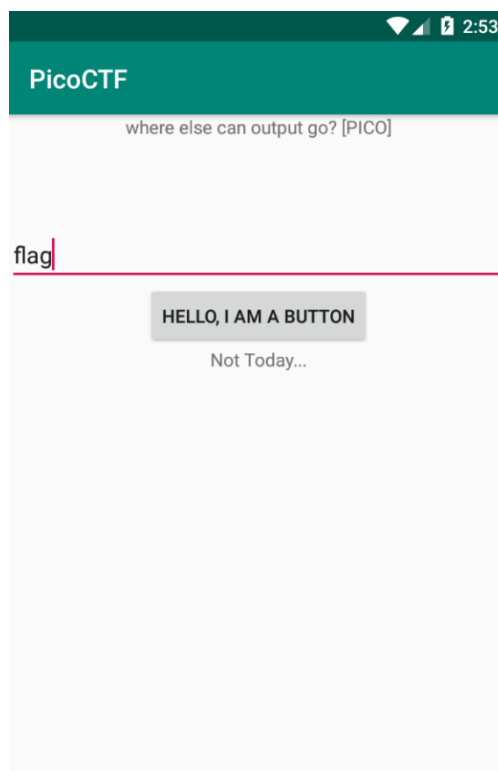 2:53
PicoCTF
where else can output go? [PICO]
flag
HELLO, I AM A BUTTON
Not Today...